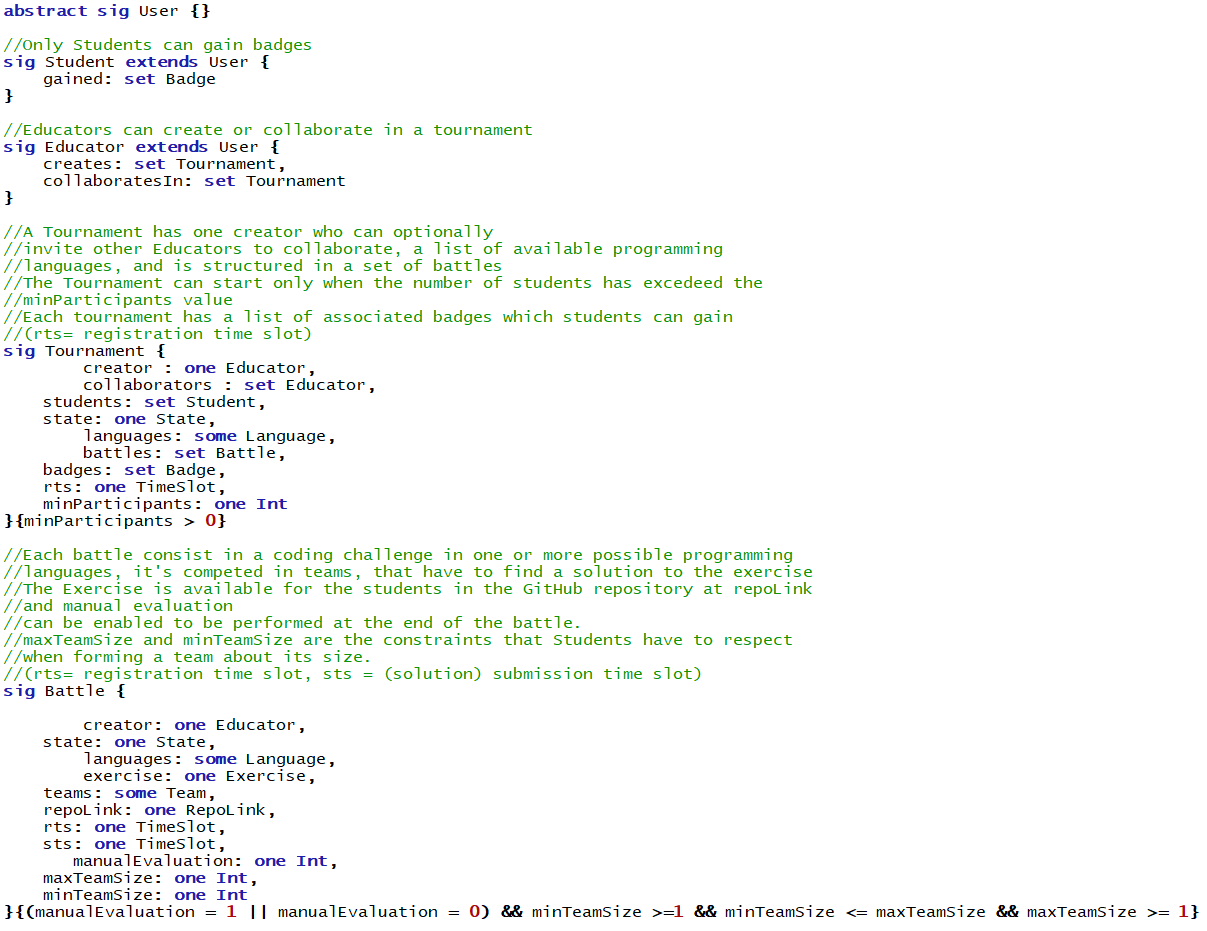 abstract sig User {}

//Only Students can gain badges
sig Student extends User {
    gained: set Badge
}

//Educators can create or collaborate in a tournament
sig Educator extends User {
    creates: set Tournament,
    collaboratesIn: set Tournament
}

//A Tournament has one creator who can optionally
//invite other Educators to collaborate, a list of available programming
//languages, and is structured in a set of battles
//The Tournament can start only when the number of students has excedeed the
//minParticipants value
//Each tournament has a list of associated badges which students can gain
//(rts= registration time slot)
sig Tournament {
        creator : one Educator,
        collaborators : set Educator,
    students: set Student,
    state: one State,
        languages: some Language,
        battles: set Battle,
    badges: set Badge,
    rts: one TimeSlot,
    minParticipants: one Int
}{minParticipants > 0}

//Each battle consist in a coding challenge in one or more possible programming
//languages, it's competed in teams, that have to find a solution to the exercise
//The Exercise is available for the students in the GitHub repository at repoLink
//and manual evaluation
//can be enabled to be performed at the end of the battle.
//maxTeamSize and minTeamSize are the constraints that Students have to respect
//when forming a team about its size.
//(rts= registration time slot, sts = (solution) submission time slot)
sig Battle {

        creator: one Educator,
    state: one State,
        languages: some Language,
        exercise: one Exercise,
    teams: some Team,
    repoLink: one RepoLink,
    rts: one TimeSlot,
    sts: one TimeSlot,
       manualEvaluation: one Int,
    maxTeamSize: one Int,
    minTeamSize: one Int
}{(manualEvaluation = 1 || manualEvaluation = 0) && minTeamSize >=1 && minTeamSize <= maxTeamSize && maxTeamSize >= 1}